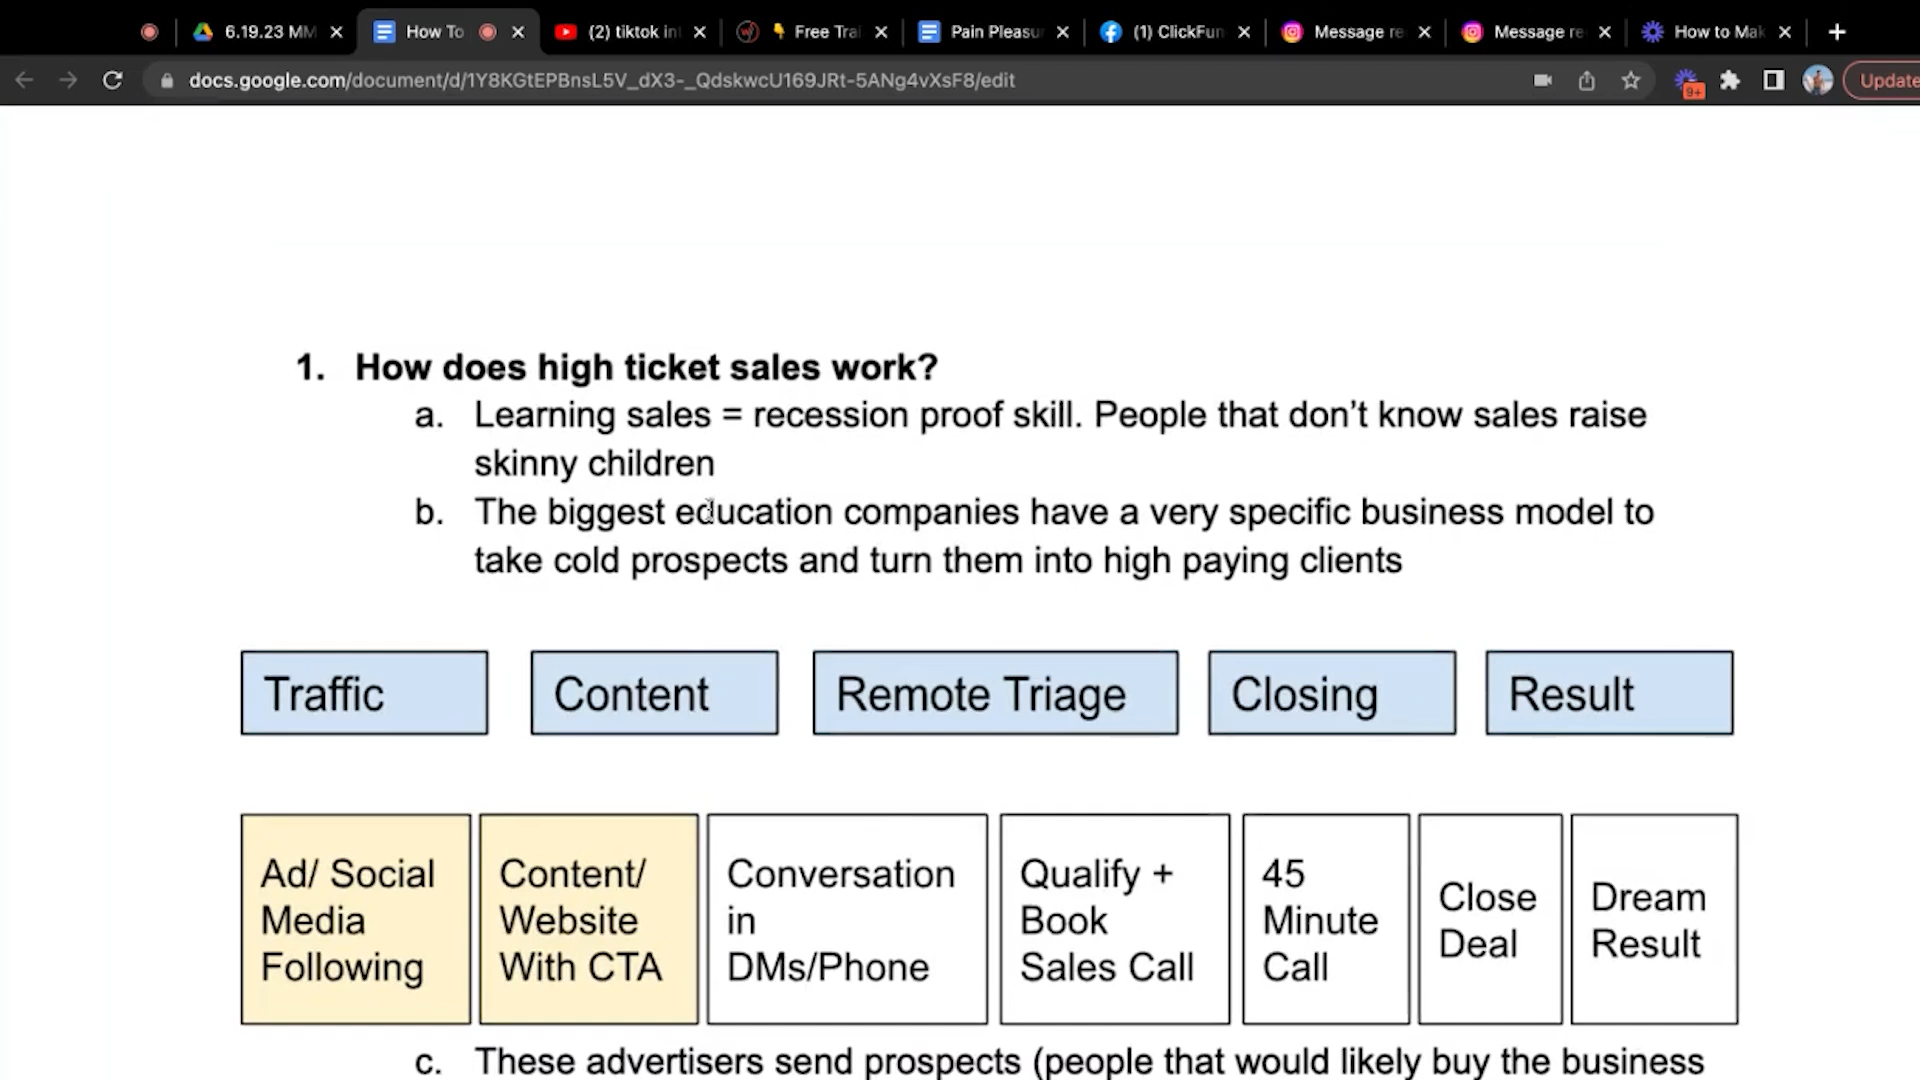 6.19.23 MM
How To
(2) tiktok in
Free Trai
Pain Pleasu
(1) ClickFun
Message re
Message re
How to Mak
docs.google.com/document/d/1Y8KGtEPBnsL5V_dX3-_QdskwcU169JRt-5ANg4vXsF8/edit
9+
Update
1. How does high ticket sales work?
a. Learning sales = recession proof skill. People that don’t know sales raise
skinny children
b. The biggest education companies have a very specific business model to
take cold prospects and turn them into high paying clients
Traffic
Content
Remote Triage
Closing
Result
Ad/ Social
Media
Following
Content/
Website
With CTA
Conversation
in
DMs/Phone
Qualify +
Book
Sales Call
45
Minute
Call
Close
Deal
Dream
Result
c. These advertisers send prospects (people that would likely buy the business